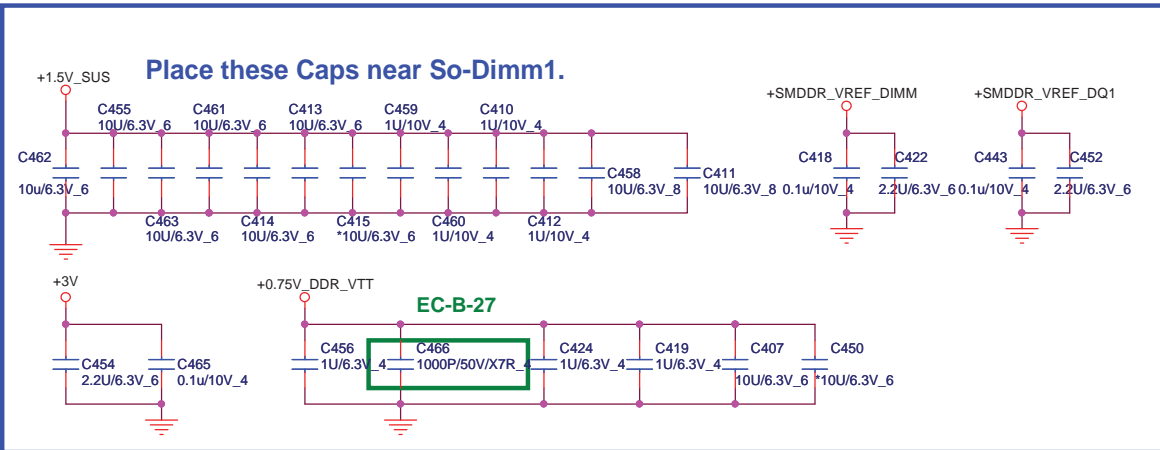 Place these Caps near So-Dimm1.
+1.5V_SUS
C455
10U/6.3V_6
C461
10U/6.3V_6
C413
10U/6.3V_6
C459
1U/10V_4
C410
1U/10V_4
C462
10u/6.3V_6
C458
10U/6.3V_8
C411
10U/6.3V_8
C463
10U/6.3V_6
C414
10U/6.3V_6
C415
*10U/6.3V_6
C460
1U/10V_4
C412
1U/10V_4
+SMDDR_VREF_DIMM
C418
0.1u/10V_4
C422
2.2U/6.3V_6
+SMDDR_VREF_DQ1
C443
0.1u/10V_4
C452
2.2U/6.3V_6
+3V
C454
2.2U/6.3V_6
C465
0.1u/10V_4
+0.75V_DDR_VTT
EC-B-27
C456
1U/6.3V_4
C466
1000P/50V/X7R_4
C424
1U/6.3V_4
C419
1U/6.3V_4
C407
10U/6.3V_6
C450
*10U/6.3V_6